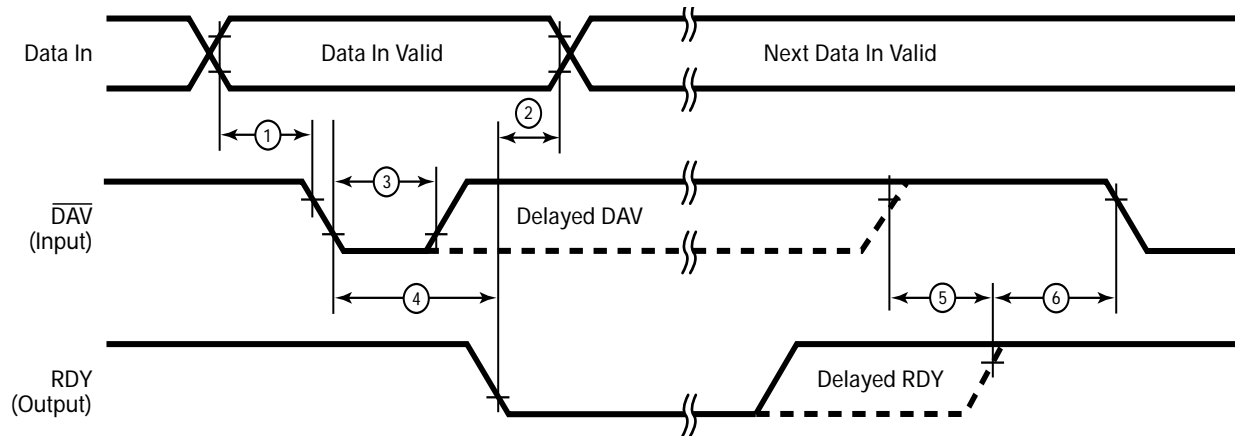 Data In
Data In Valid
Next Data In Valid
1
2
3
DAV
(Input)
Delayed DAV
4
5
6
RDY
(Output)
Delayed RDY